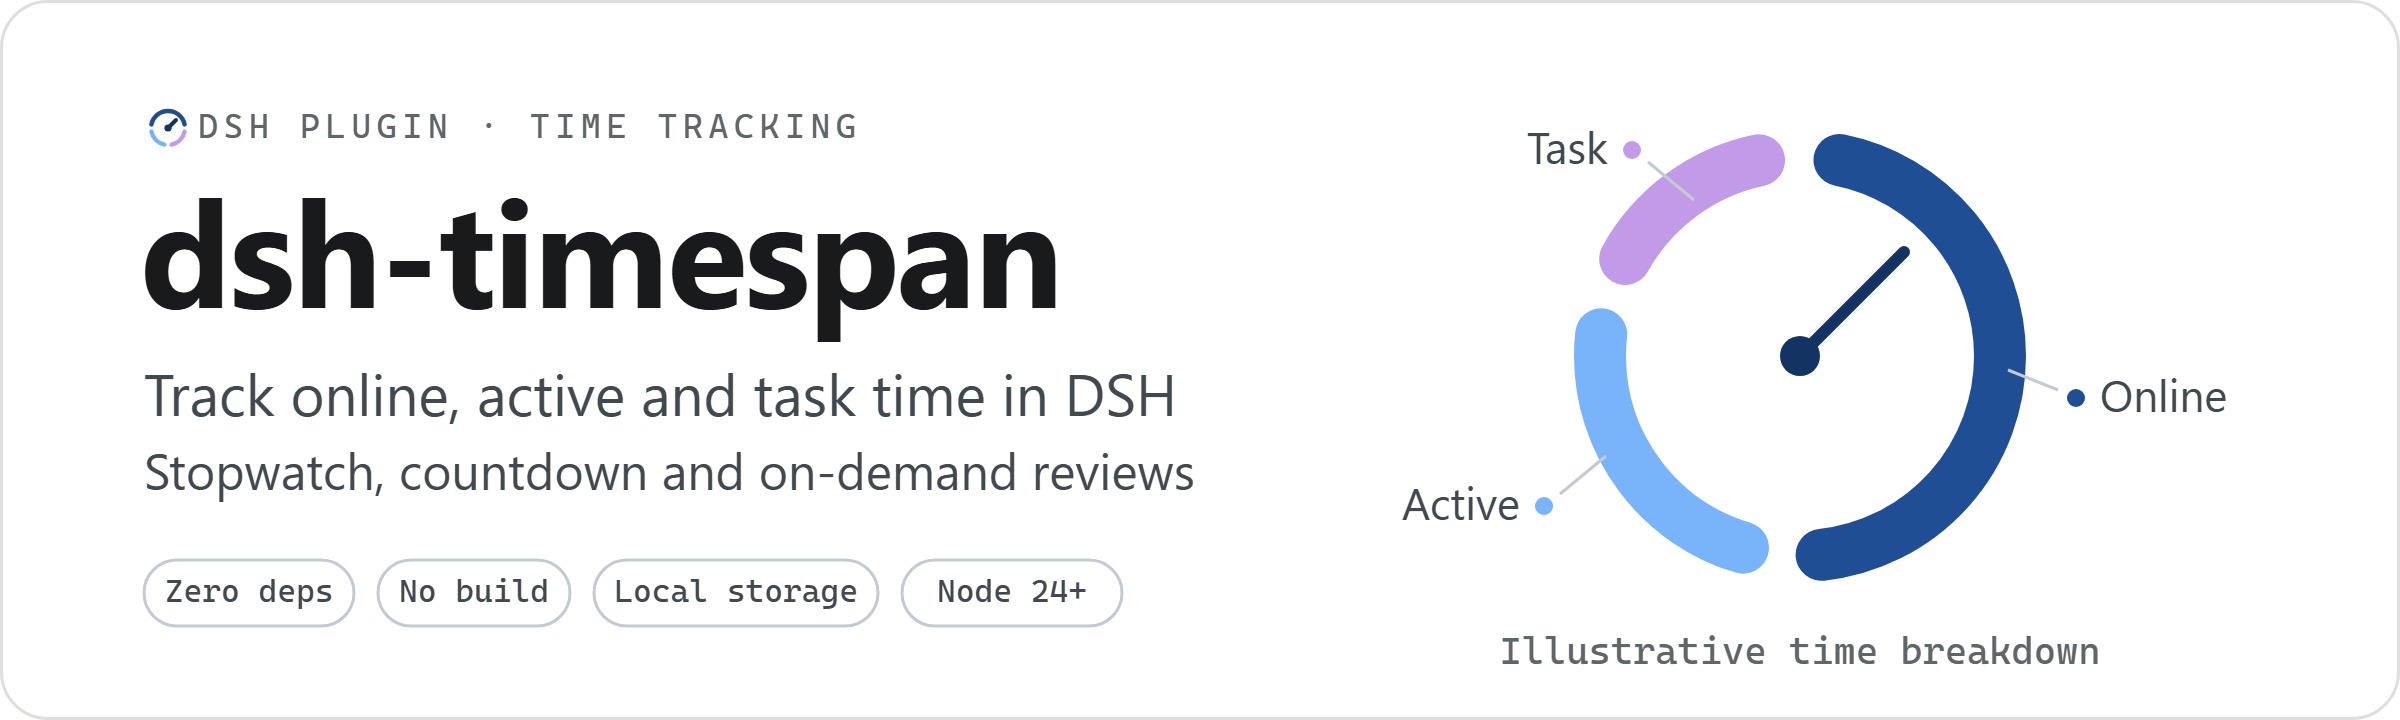 DSH PLUGIN · TIME TRACKING
dsh-timespan
Track online, active and task time in DSH
Stopwatch, countdown and on-demand reviews
Zero deps
No build
Local storage
Node 24+
Task
Online
Active
Illustrative time breakdown